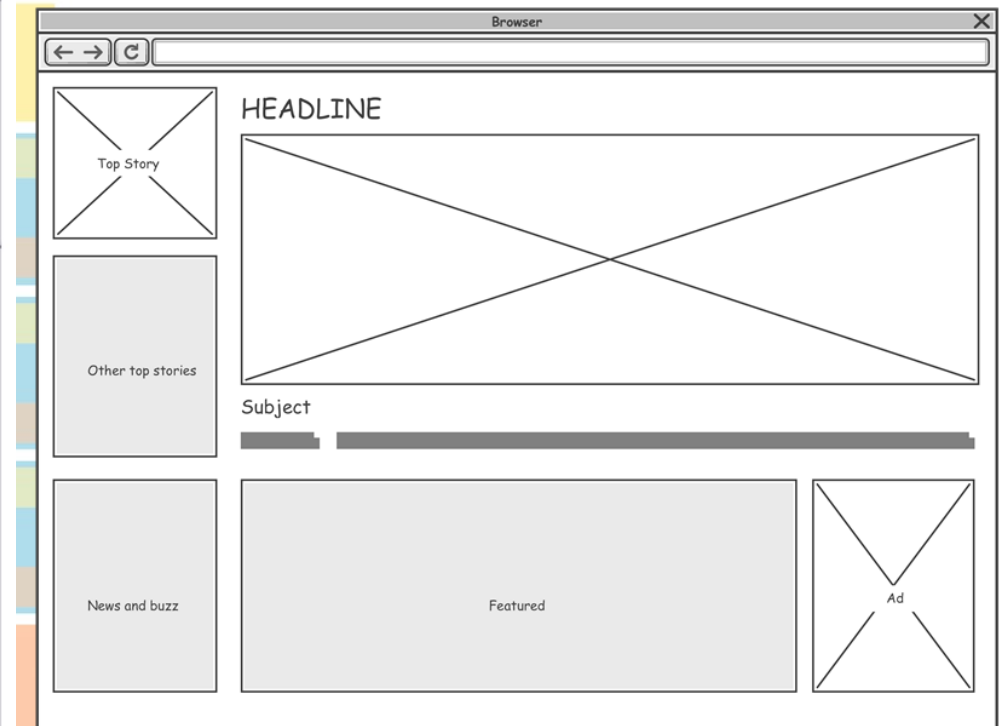 Browser
Top Story
HEADLINE
Other top stories
Subject
News and buzz
Featured
Ad